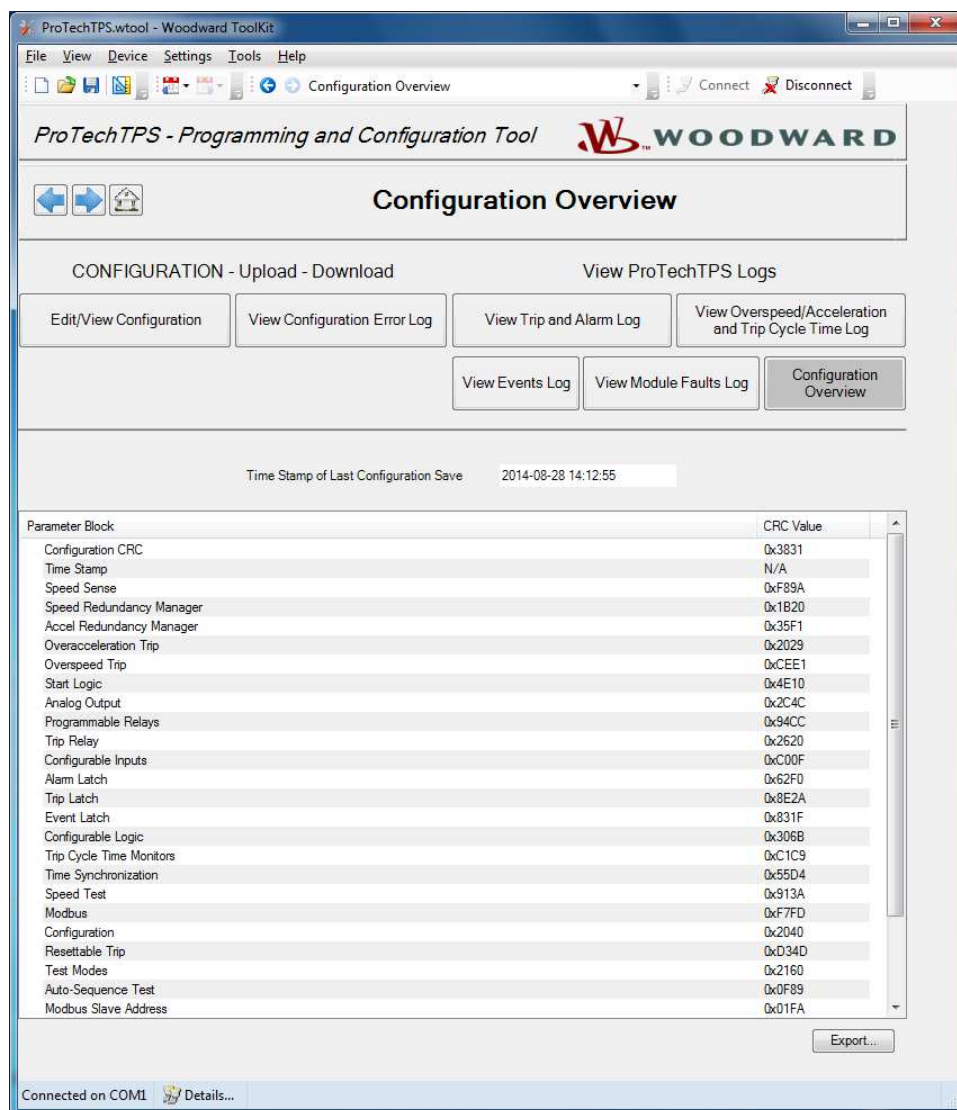 ProTechTPS.wtool - Woodward ToolKit
File View Device Settings Tools Help
Configuration Overview
Connect
Disconnect
ProTechTPS - Programming and Configuration Tool
WOODWARD
Configuration Overview
CONFIGURATION - Upload - Download
View ProTechTPS Logs
Edit/View Configuration
View Configuration Error Log
View Trip and Alarm Log
View Overspeed/Acceleration
and Trip Cycle Time Log
View Events Log
View Module Faults Log
Configuration
Overview
Time Stamp of Last Configuration Save 2014-08-28 14:12:55
Parameter Block CRC Value
Configuration CRC 0x3831
Time Stamp N/A
Speed Sense 0xF89A
Speed Redundancy Manager 0x1B20
Accel Redundancy Manager 0x35F1
Overacceleration Trip 0x2029
Overspeed Trip 0xCEE1
Start Logic 0x4E10
Analog Output 0x2C4C
Programmable Relays 0x94CC
Trip Relay 0x2620
Configurable Inputs 0xC00F
Alarm Latch 0x62F0
Trip Latch 0x8E2A
Event Latch 0x831F
Configurable Logic 0x306B
Trip Cycle Time Monitors 0xC1C9
Time Synchronization 0x55D4
Speed Test 0x913A
Modbus 0xF7FD
Configuration 0x2040
Resettable Trip 0xD34D
Test Modes 0x2160
Auto-Sequence Test 0x0F89
Modbus Slave Address 0x01FA
Export...
Connected on COM1 Details...